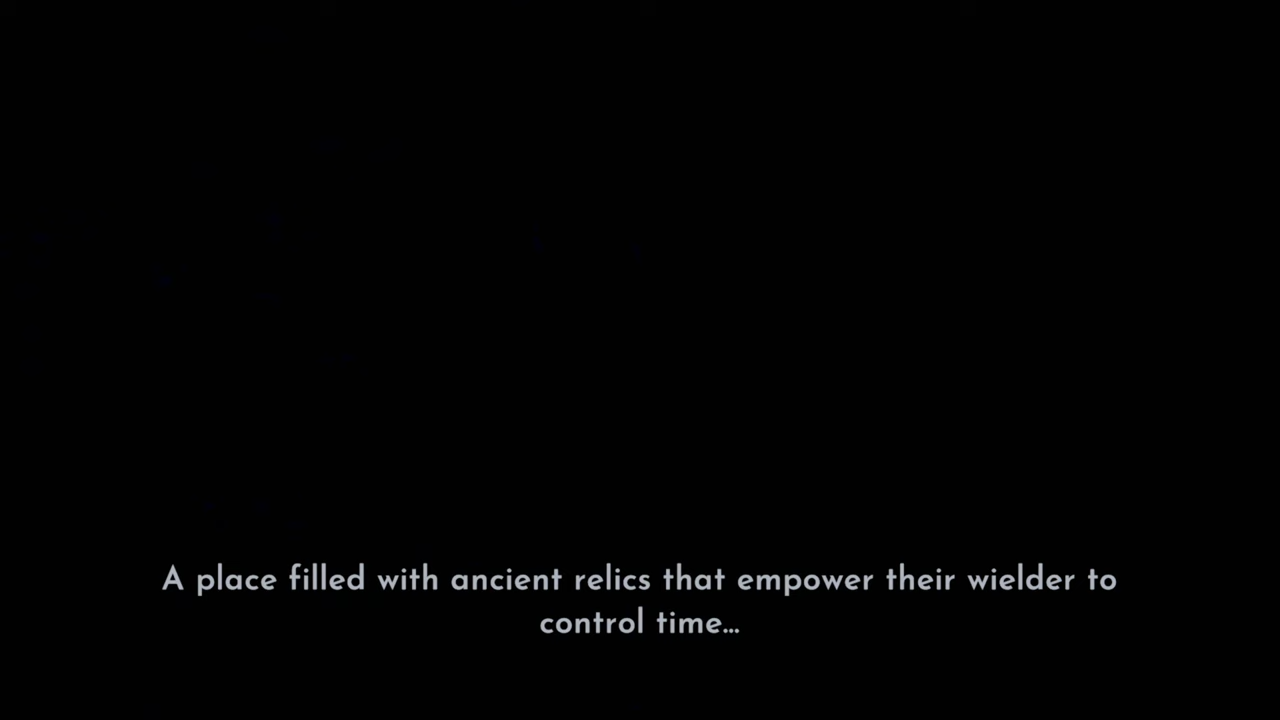 A place filled with ancient relics that empower their wielder to
control time...